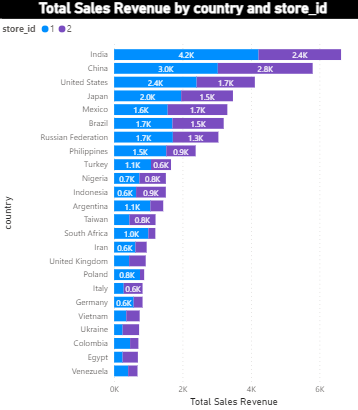 Total Sales Revenue by country and store_id
store_id 1 2
India 4.2K 2.4K
China 3.0K 2.8K
United States 2.4K 1.7K
Japan 2.0K 1.5K
Mexico 1.6K 1.7K
Brazil 1.7K 1.5K
Russian Federation 1.7K 1.3K
Philippines 1.5K 0.9K
Turkey 1.1K 0.6K
Nigeria 0.7K 0.8K
Indonesia 0.6K 0.9K
Argentina 1.1K
Taiwan 0.8K
South Africa 1.0K
Iran 0.6K
United Kingdom
Poland 0.8K
Italy 0.6K
Germany 0.6K
Vietnam
Ukraine
Colombia
Egypt
Venezuela
country
0K 2K 4K 6K
Total Sales Revenue